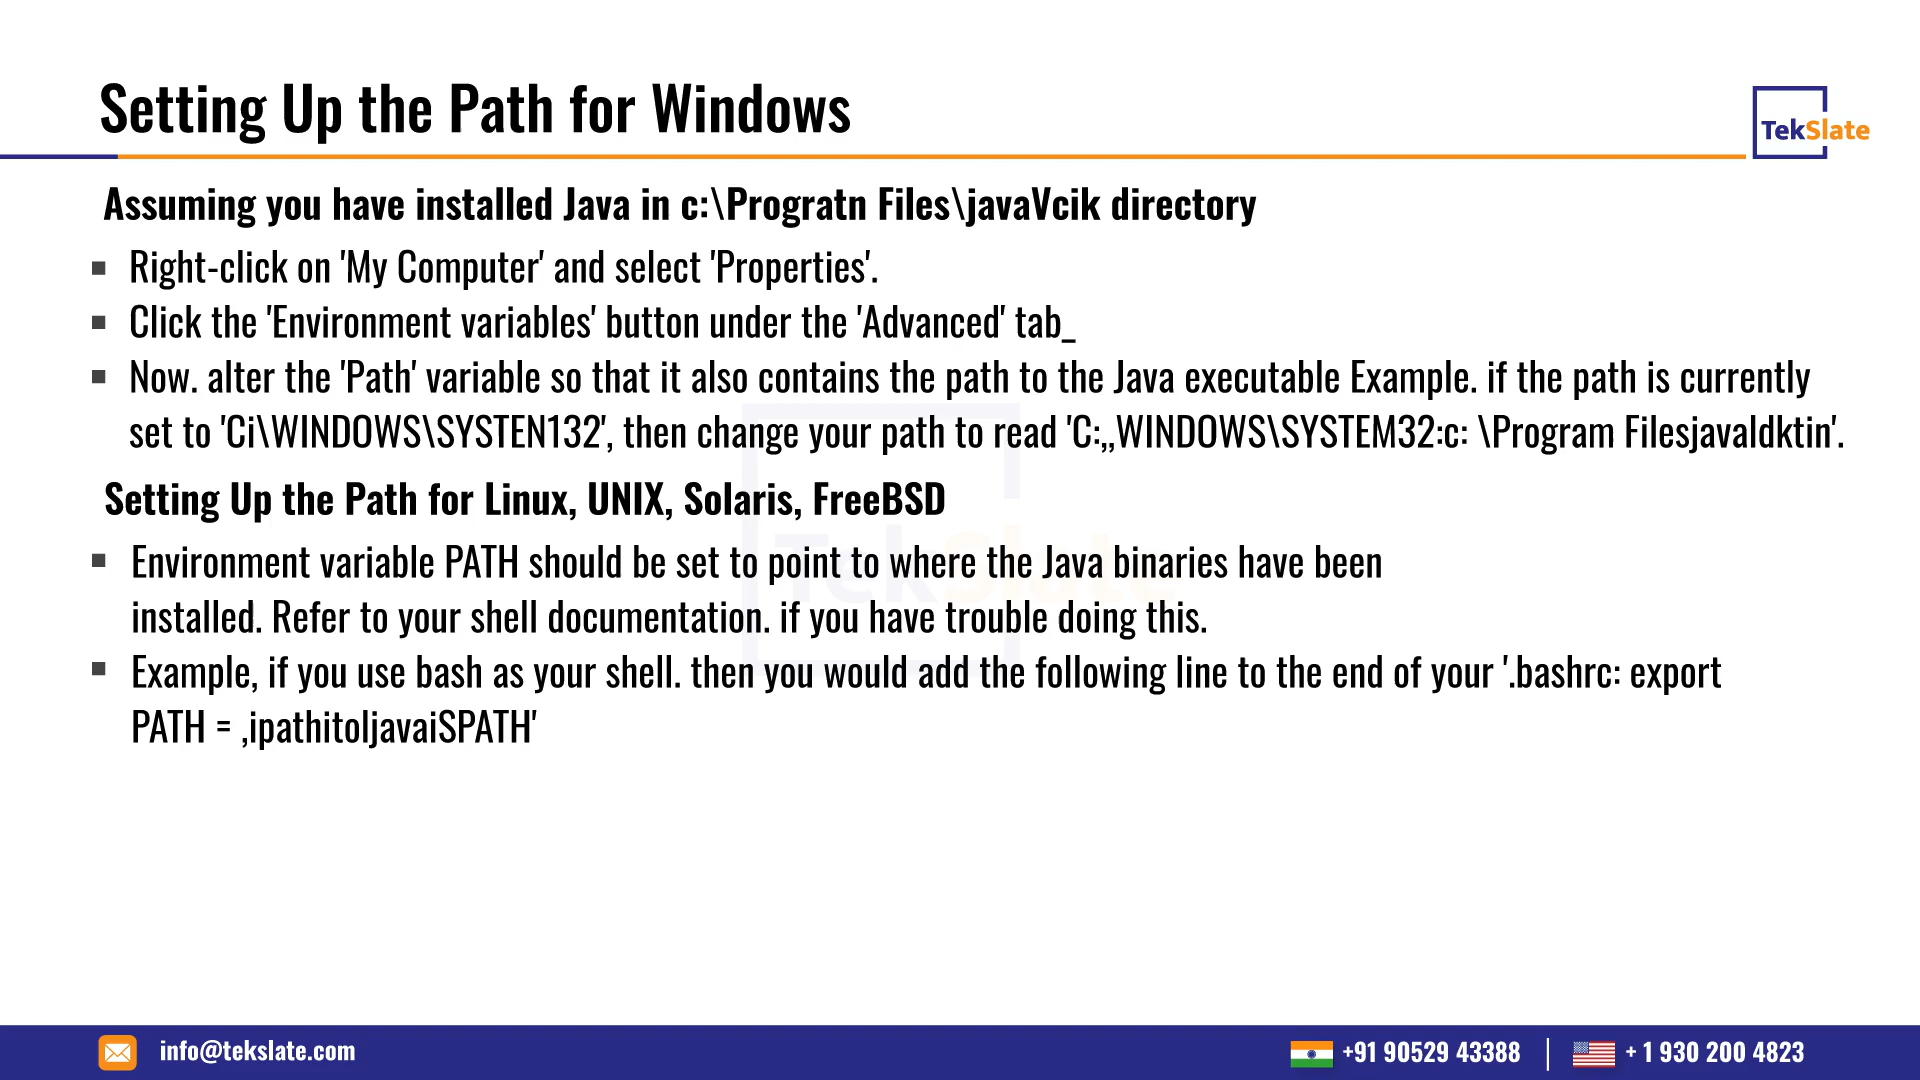 Setting Up the Path for Windows
TekSlate
Assuming you have installed Java in c:\Progratn Files\javaVcik directory
Right-click on 'My Computer' and select 'Properties'.
Click the 'Environment variables' button under the 'Advanced' tab_
Now. alter the 'Path' variable so that it also contains the path to the Java executable Example. if the path is currently
set to 'Ci\WINDOWS\SYSTEN132', then change your path to read 'C:,,WINDOWS\SYSTEM32:c: \Program Filesjavaldktin'.
Setting Up the Path for Linux, UNIX, Solaris, FreeBSD
TekSlate
Environment variable PATH should be set to point to where the Java binaries have been
installed. Refer to your shell documentation. if you have trouble doing this.
Example, if you use bash as your shell. then you would add the following line to the end of your '.bashrc: export
PATH = ,ipathitoljavaiSPATH'
info@tekslate.com
+91 90529 43388
+ 1 930 200 4823